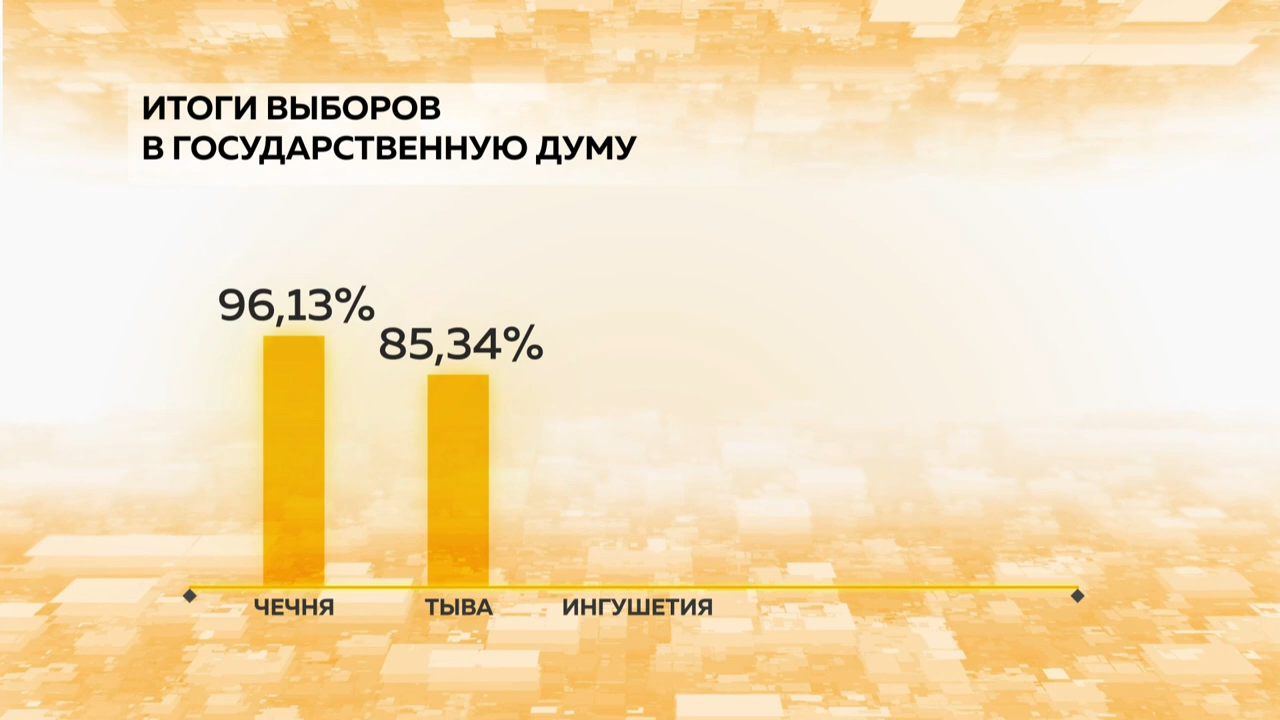 ИТОГИ ВЫБОРОВ
В ГОСУДАРСТВЕННУЮ ДУМУ
96,13%
85,34%
ЧЕЧНЯ
ТЫВА
ИНГУШЕТИЯ